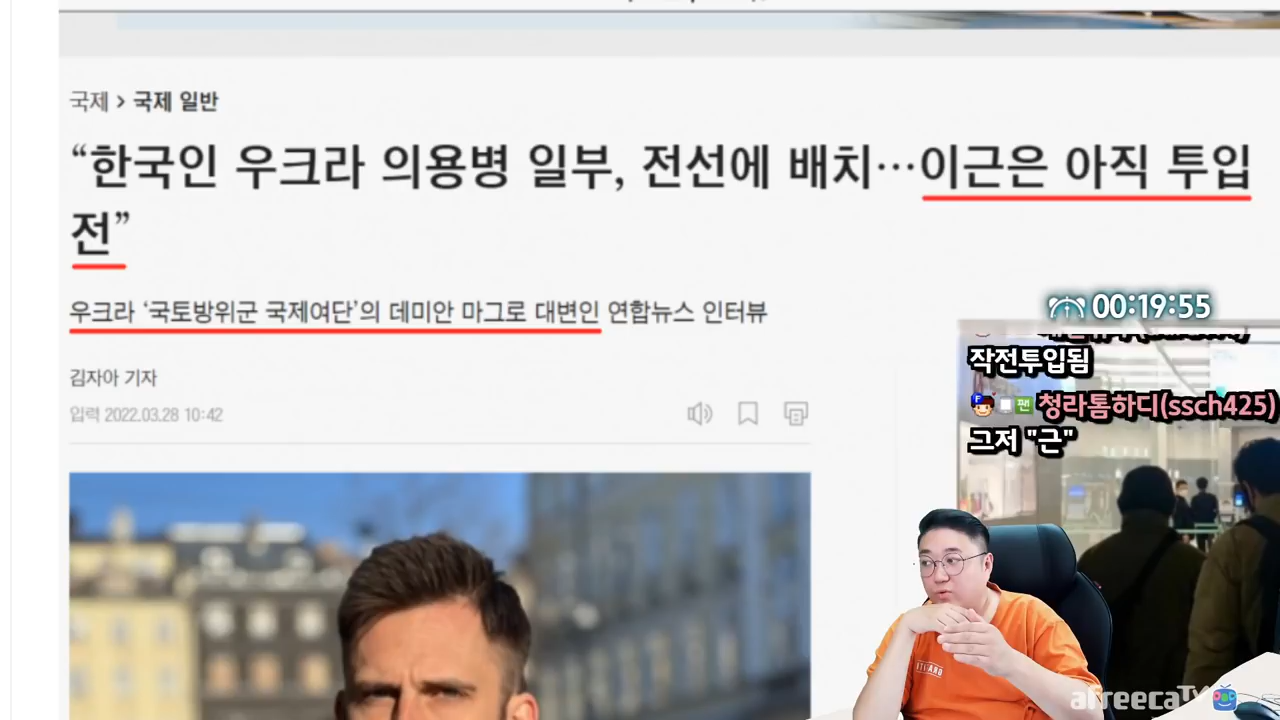 국제 > 국제 일반
“한국인 우크라 의용병 일부, 전선에 배치…이근은 아직 투입
전”
우크라 ‘국토방위군 국제여단’의 데미안 마그로 대변인 연합뉴스 인터뷰
김자아 기자
입력 2022.03.28 10:42
00:19:55
작전투입됨
F 팬 청라톰하디(ssch425)
그저 "근"
afreecaTV